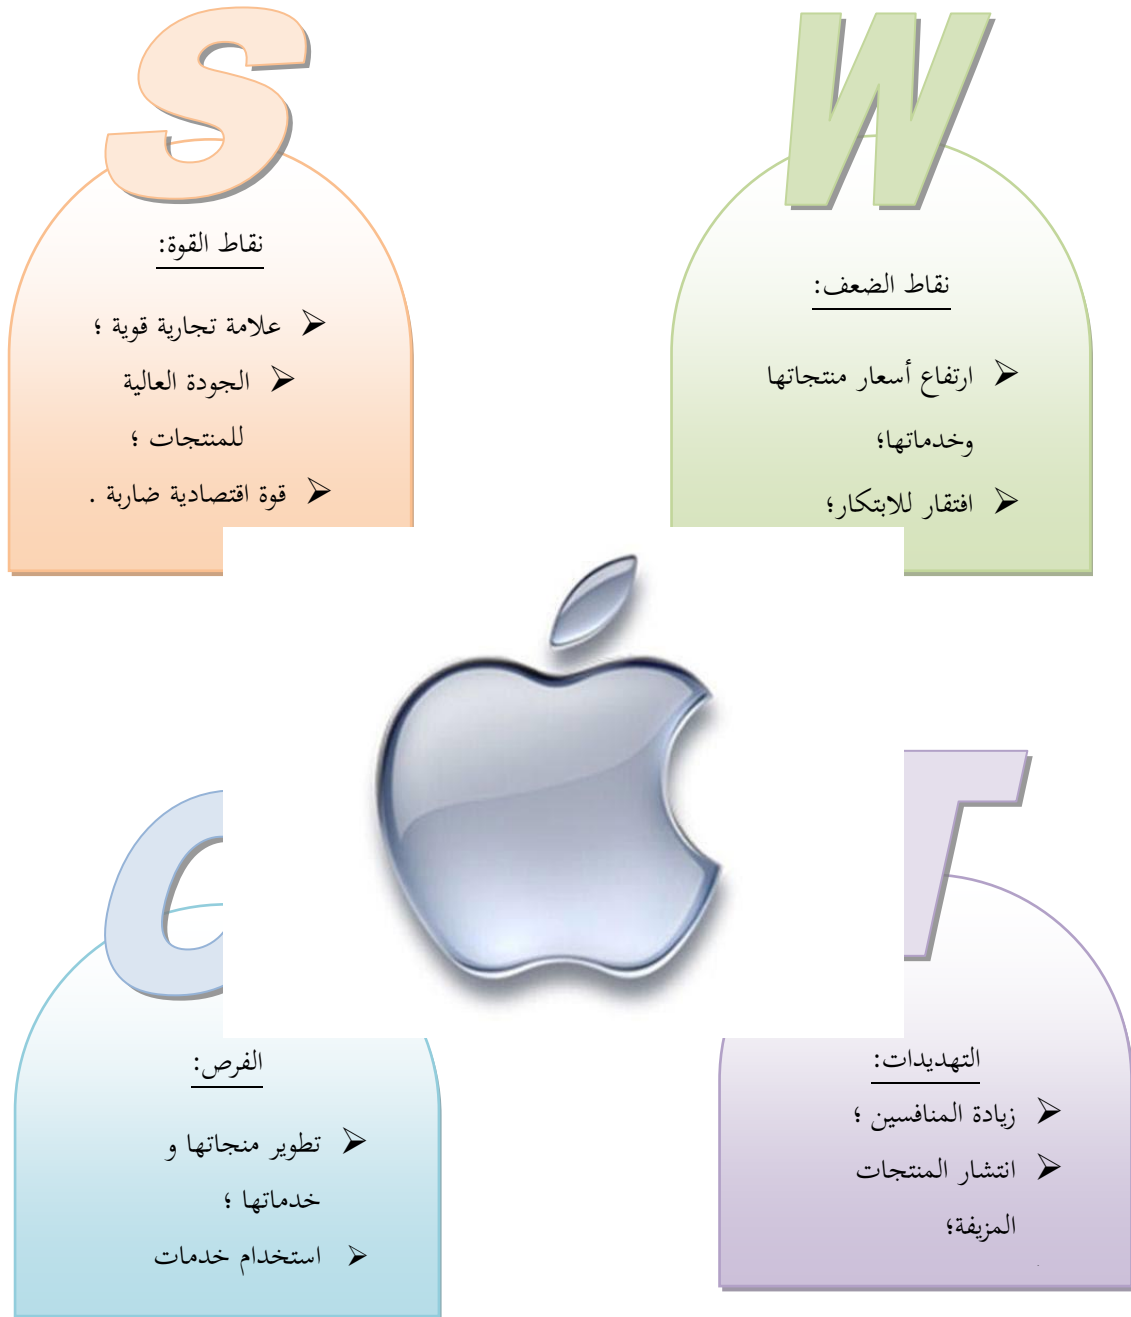 S
نقاط القوة:
علامة تجارية قوية ؛
الجودة العالية
للمنتجات ؛
قوة اقتصادية ضاربة .
W
نقاط الضعف:
ارتفاع أسعار منتجاتها
وخدماتها؛
افتقار للابتكار؛
الفرص:
تطوير منجاتها و
خدماتها ؛
استخدام خدمات
T
التهديدات:
زيادة المنافسين ؛
انتشار المنتجات
المزيفة؛